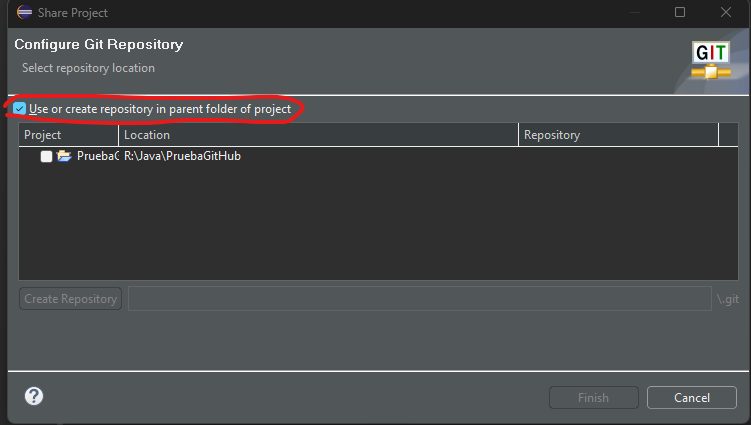 Share Project
Configure Git Repository
Select repository location
GIT
Use or create repository in parent folder of project
Project Location Repository
PruebaG R:\Java\PruebaGitHub
Create Repository \.git
? Finish Cancel